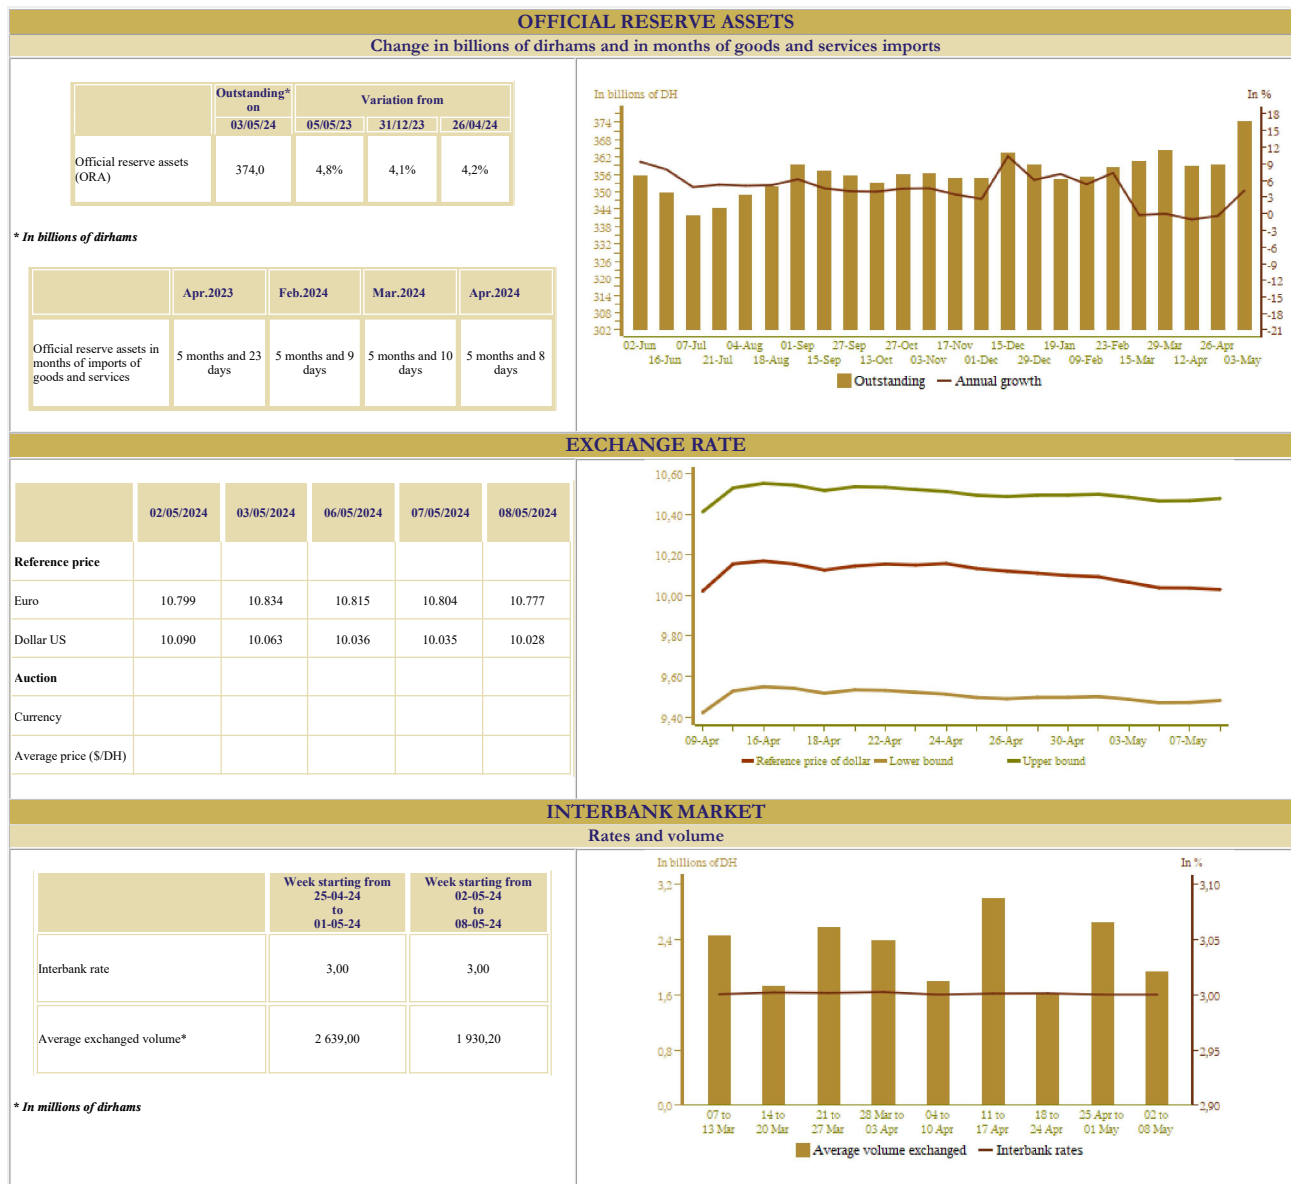 OFFICIAL RESERVE ASSETS
Change in billions of dirhams and in months of goods and services imports
Outstanding*
on
Variation from
03/05/24 05/05/23 31/12/23 26/04/24
Official reserve assets
(ORA)
374,0 4,8% 4,1% 4,2%
* In billions of dirhams
Apr.2023 Feb.2024 Mar.2024 Apr.2024
Official reserve assets in
months of imports of
goods and services
5 months and 23
days
5 months and 9
days
5 months and 10
days
5 months and 8
days
In billions of DH
In %
374
368
362
356
350
344
338
332
326
320
314
308
302
18
15
12
9
6
3
0
-3
-6
-9
-12
-15
-18
-21
02-Jun 07-Jul 04-Aug 01-Sep 27-Sep 27-Oct 17-Nov 15-Dec 19-Jan 23-Feb 29-Mar 26-Apr
16-Jun 21-Jul 18-Aug 15-Sep 13-Oct 03-Nov 01-Dec 29-Dec 09-Feb 15-Mar 12-Apr 03-May
Outstanding Annual growth
EXCHANGE RATE
02/05/2024 03/05/2024 06/05/2024 07/05/2024 08/05/2024
Reference price
Euro 10.799 10.834 10.815 10.804 10.777
Dollar US 10.090 10.063 10.036 10.035 10.028
Auction
Currency
Average price ($/DH)
10,60
10,40
10,20
10,00
9,80
9,60
9,40
09-Apr 16-Apr 18-Apr 22-Apr 24-Apr 26-Apr 30-Apr 03-May 07-May
Reference price of dollar Lower bound Upper bound
INTERBANK MARKET
Rates and volume
Week starting from
25-04-24
to
01-05-24
Week starting from
02-05-24
to
08-05-24
Interbank rate 3,00 3,00
Average exchanged volume* 2 639,00 1 930,20
* In millions of dirhams
In billions of DH
In %
3,2
2,4
1,6
0,8
0,0
3,10
3,05
3,00
2,95
2,90
07 to 14 to 21 to 28 Mar to 04 to 11 to 18 to 25 Apr to 02 to
13 Mar 20 Mar 27 Mar 03 Apr 10 Apr 17 Apr 24 Apr 01 May 08 May
Average volume exchanged Interbank rates